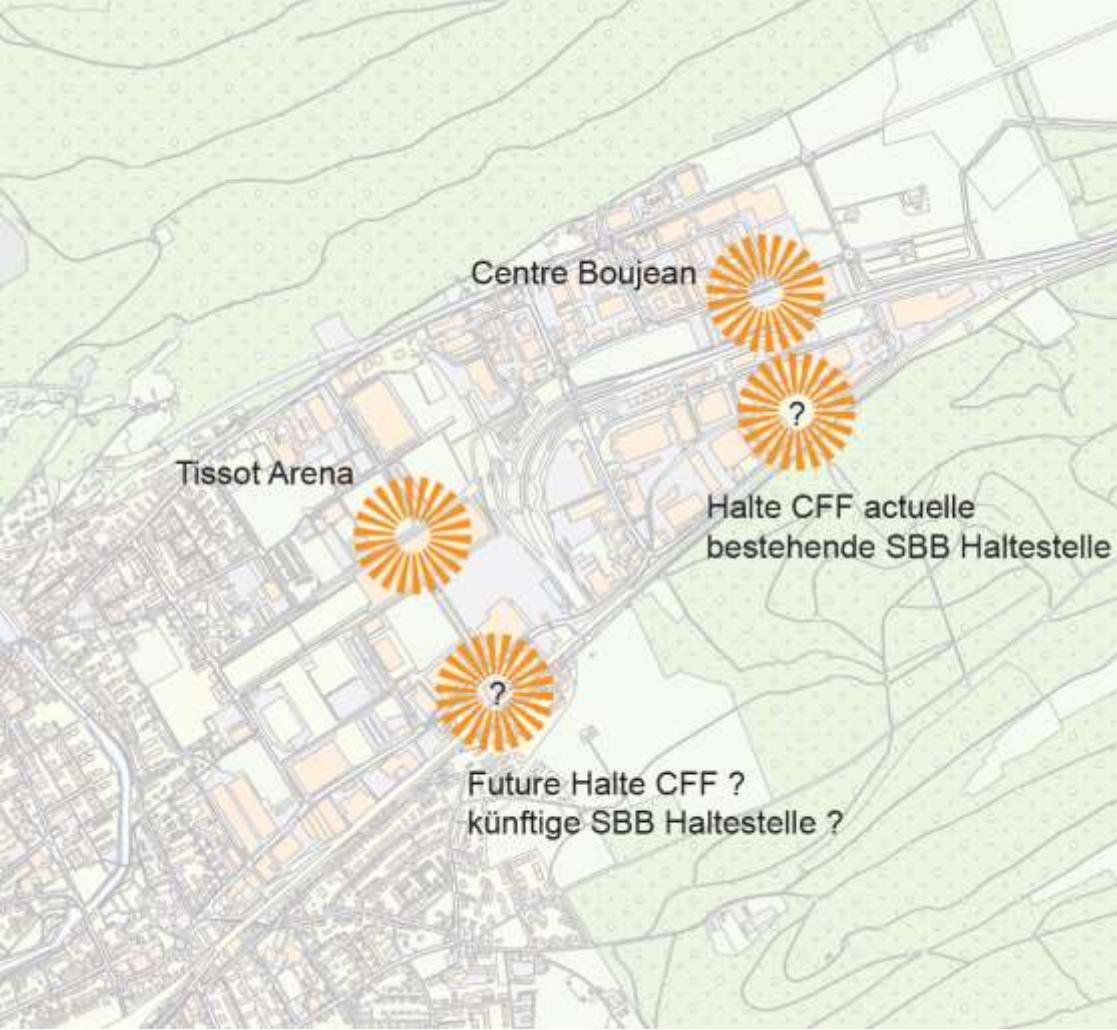 Centre Boujean
?
Tissot Arena
Halte CFF actuelle
bestehende SBB Haltestelle
?
Future Halte CFF ?
künftige SBB Haltestelle ?